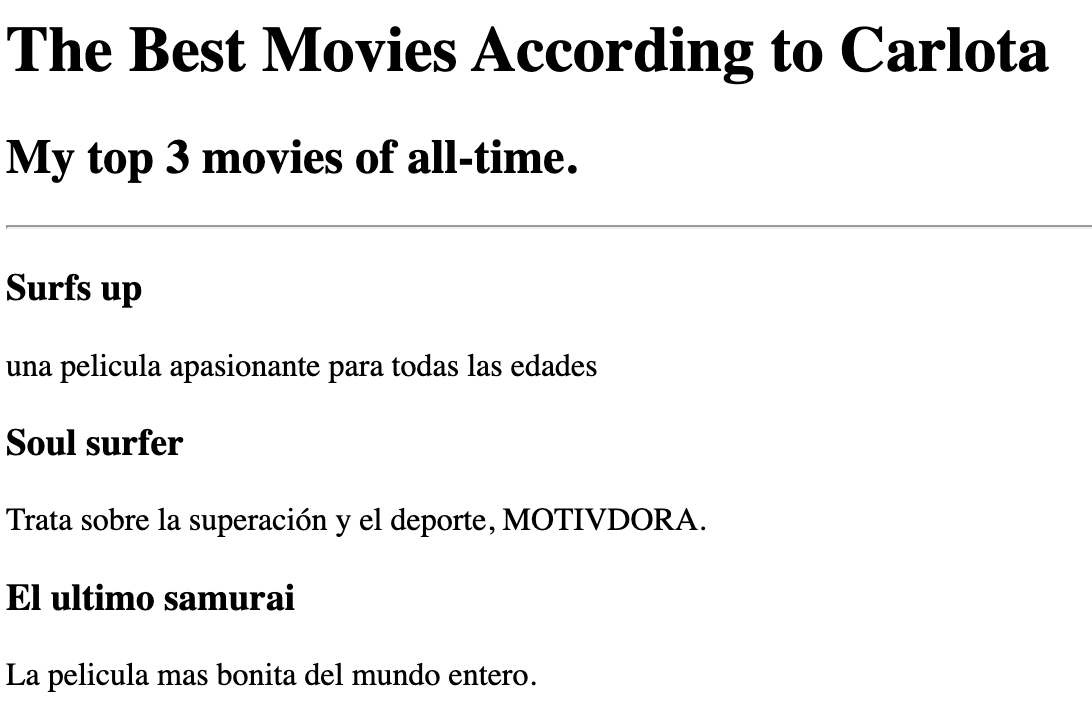 The Best Movies According to Carlota
My top 3 movies of all-time.
Surfs up
una pelicula apasionante para todas las edades
Soul surfer
Trata sobre la superación y el deporte, MOTIVDORA.
El ultimo samurai
La pelicula mas bonita del mundo entero.